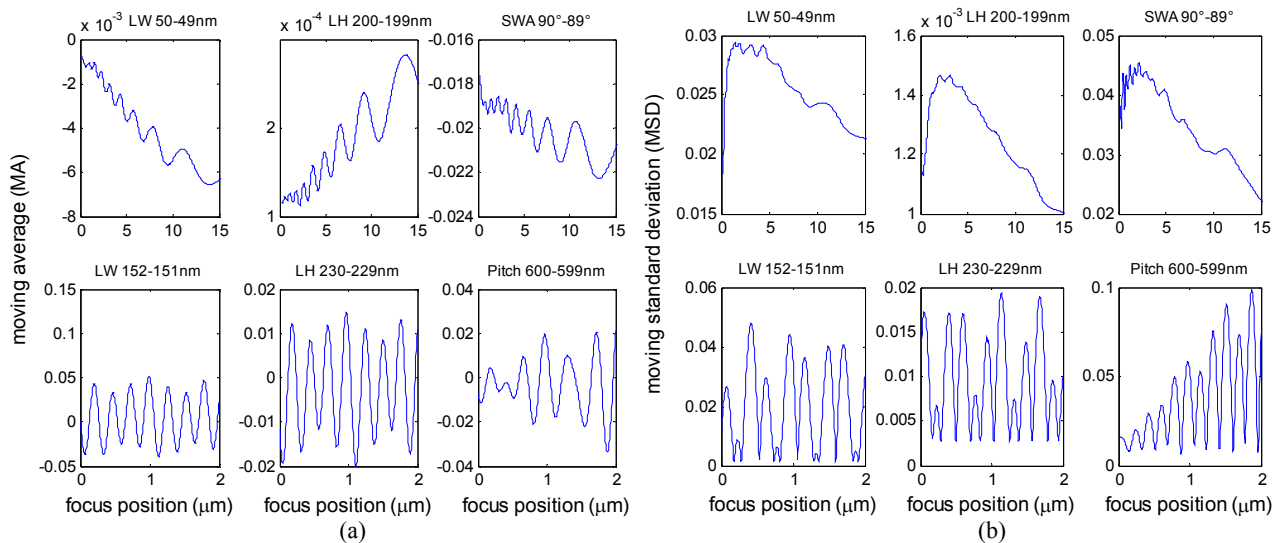 x 10⁻³ LW 50-49nm
x 10⁻⁴ LH 200-199nm
SWA 90°-89°
LW 50-49nm
x 10⁻³ LH 200-199nm
SWA 90°-89°
0
-2
-4
-6
-8
2
1
-0.016
-0.018
-0.02
-0.022
-0.024
0.03
0.025
0.02
0.015
1.6
1.4
1.2
1
0.05
0.04
0.03
0.02
0 5 10 15
0 5 10 15
0 5 10 15
0 5 10 15
0 5 10 15
0 5 10 15
moving average (MA)
moving standard deviation (MSD)
LW 152-151nm
LH 230-229nm
Pitch 600-599nm
LW 152-151nm
LH 230-229nm
Pitch 600-599nm
0.15
0.1
0.05
0
-0.05
0.02
0.01
0
-0.01
-0.02
0.04
0.02
0
-0.02
-0.04
0.06
0.04
0.02
0
0.02
0.015
0.01
0.005
0
0.1
0.05
0
0 1 2
0 1 2
0 1 2
0 1 2
0 1 2
0 1 2
focus position (μm)
focus position (μm)
focus position (μm)
focus position (μm)
focus position (μm)
focus position (μm)
(a)
(b)